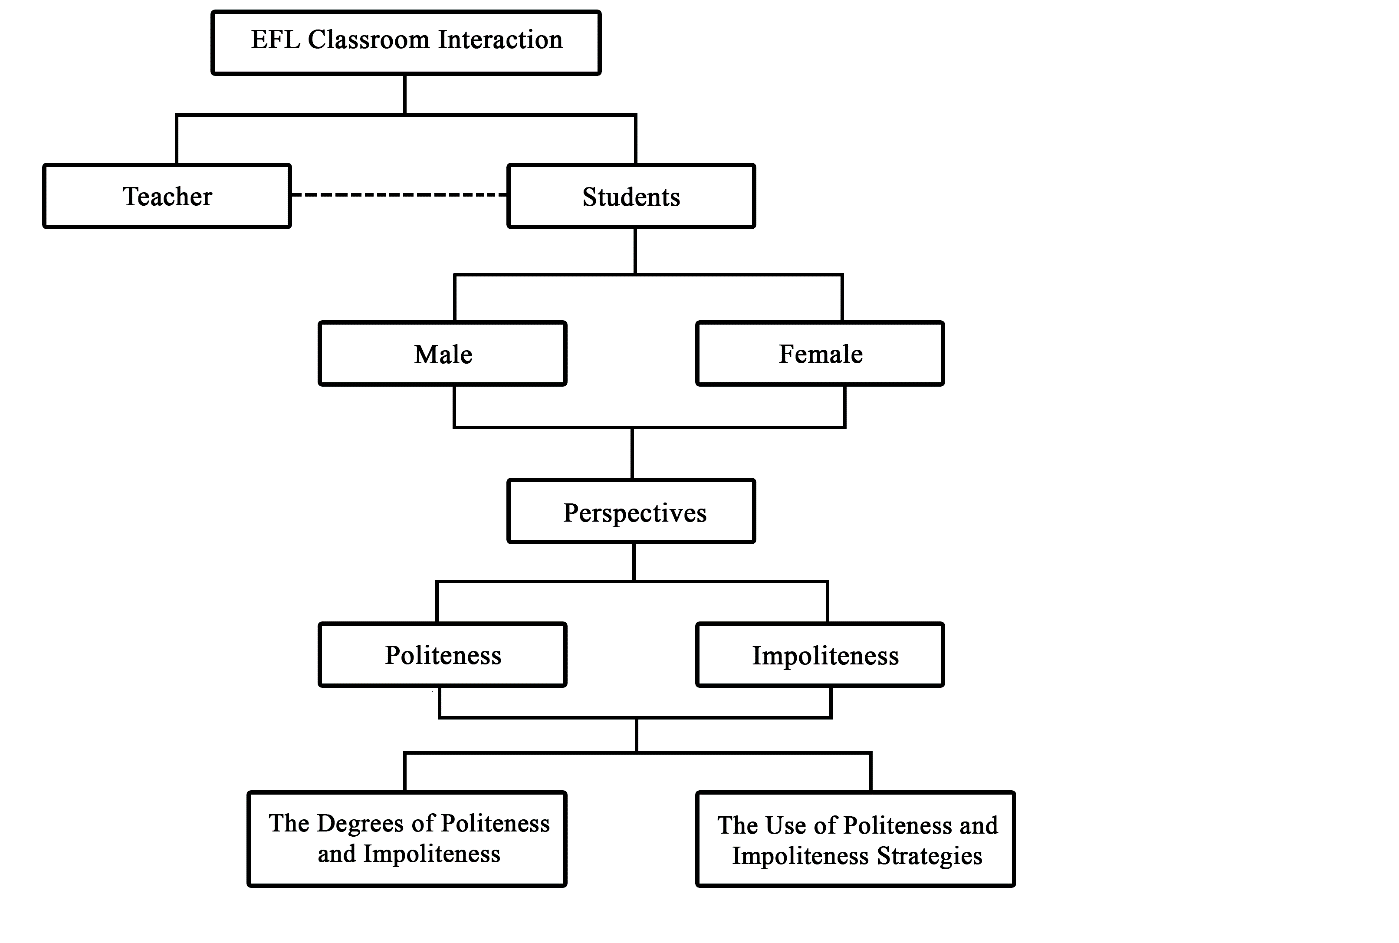 EFL Classroom Interaction
Teacher
Students
Male
Female
Perspectives
Politeness
Impoliteness
The Degrees of Politeness
and Impoliteness
The Use of Politeness and
Impoliteness Strategies